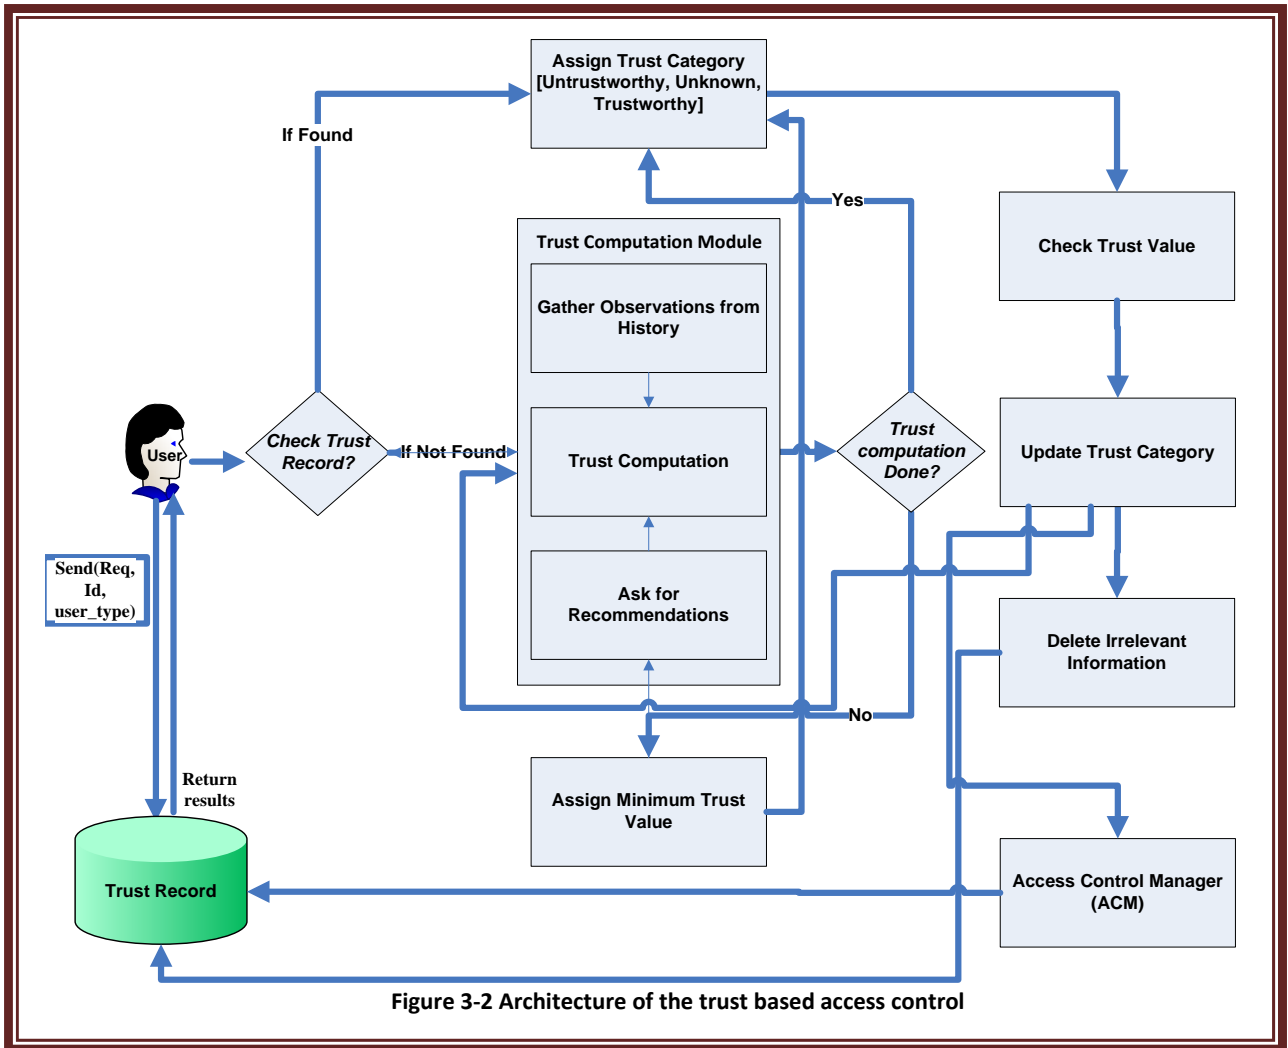 Assign Trust Category
[Untrustworthy, Unknown,
Trustworthy]
If Found
Yes
Trust Computation Module
Check Trust Value
Gather Observations from
History
Check Trust
Record?
If Not Found
Trust Computation
Trust
computation
Done?
Update Trust Category
User
Send(Req,
Id,
user_type)
Ask for
Recommendations
Delete Irrelevant
Information
No
Return
results
Assign Minimum Trust
Value
Trust Record
Access Control Manager
(ACM)
Figure 3-2 Architecture of the trust based access control